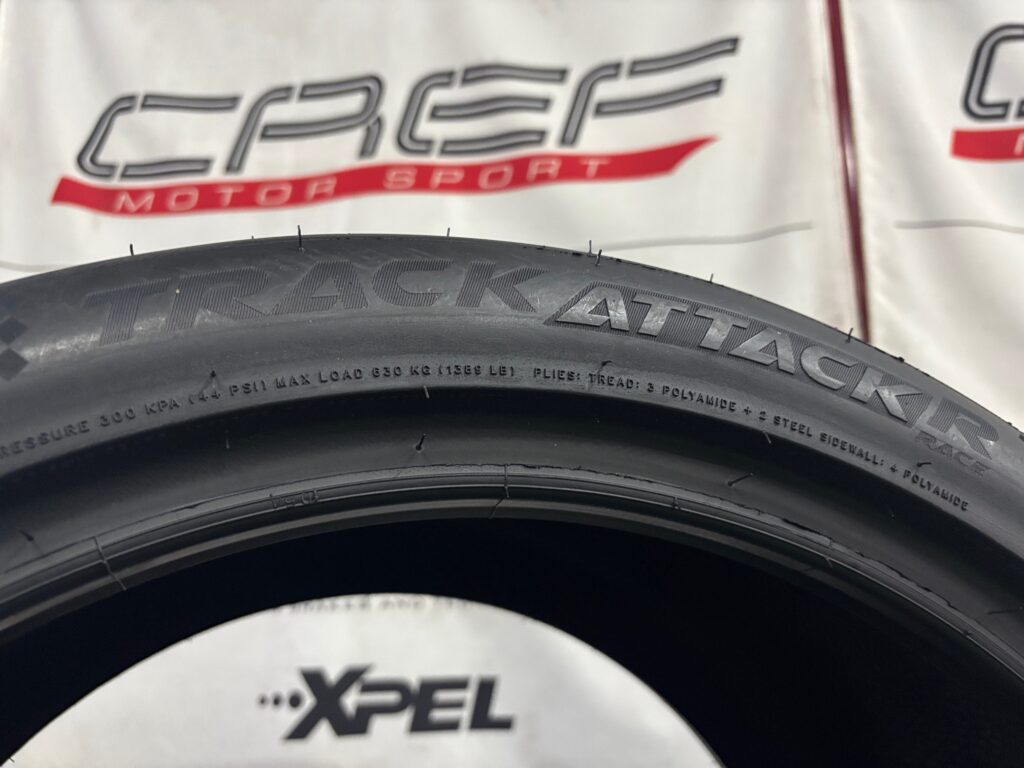 CREF
MOTOR SPORT
TRACK ATTACK R
RACE
PRESSURE 300 KPA (44 PSI) MAX LOAD 630 KG (1389 LB) PLIES: TREAD: 3 POLYAMIDE + 2 STEEL SIDEWALL: 4 POLYAMIDE
XPEL